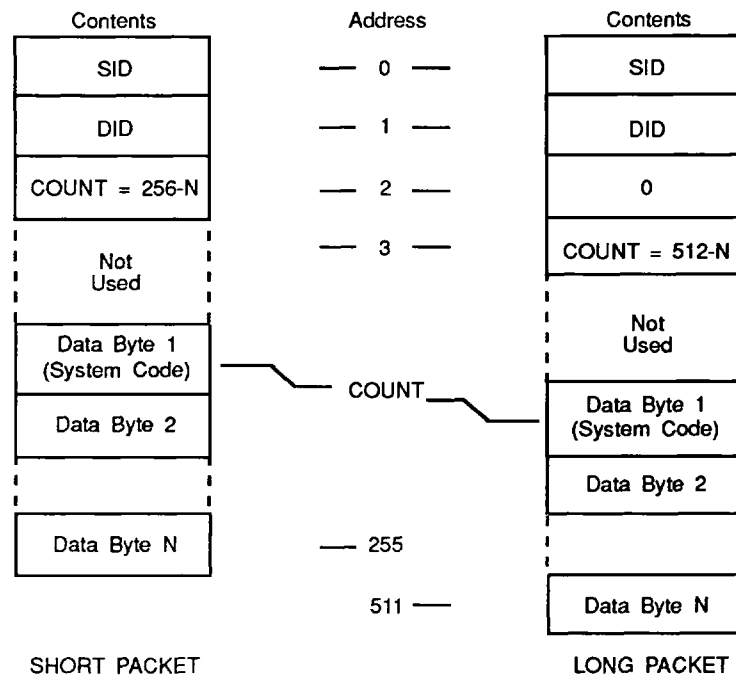 Contents Address Contents
SID 0 SID
DID 1 DID
COUNT = 256-N 2 0
3 COUNT = 512-N
Not
Used
Not
Used
Data Byte 1
(System Code)
COUNT
Data Byte 1
(System Code)
Data Byte 2
Data Byte 2
Data Byte N 255
511 Data Byte N
SHORT PACKET LONG PACKET